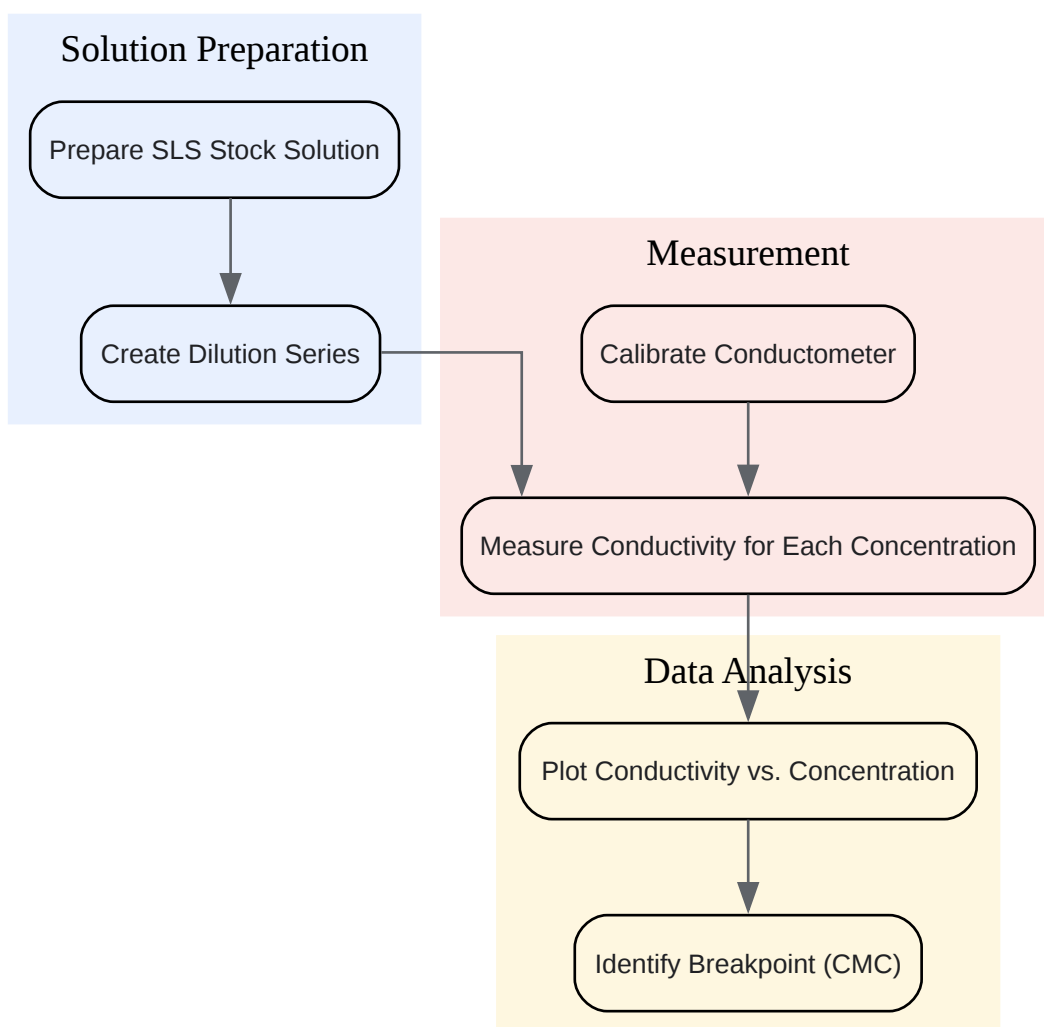 Solution Preparation
Prepare SLS Stock Solution
Create Dilution Series
Measurement
Calibrate Conductometer
Measure Conductivity for Each Concentration
Data Analysis
Plot Conductivity vs. Concentration
Identify Breakpoint (CMC)